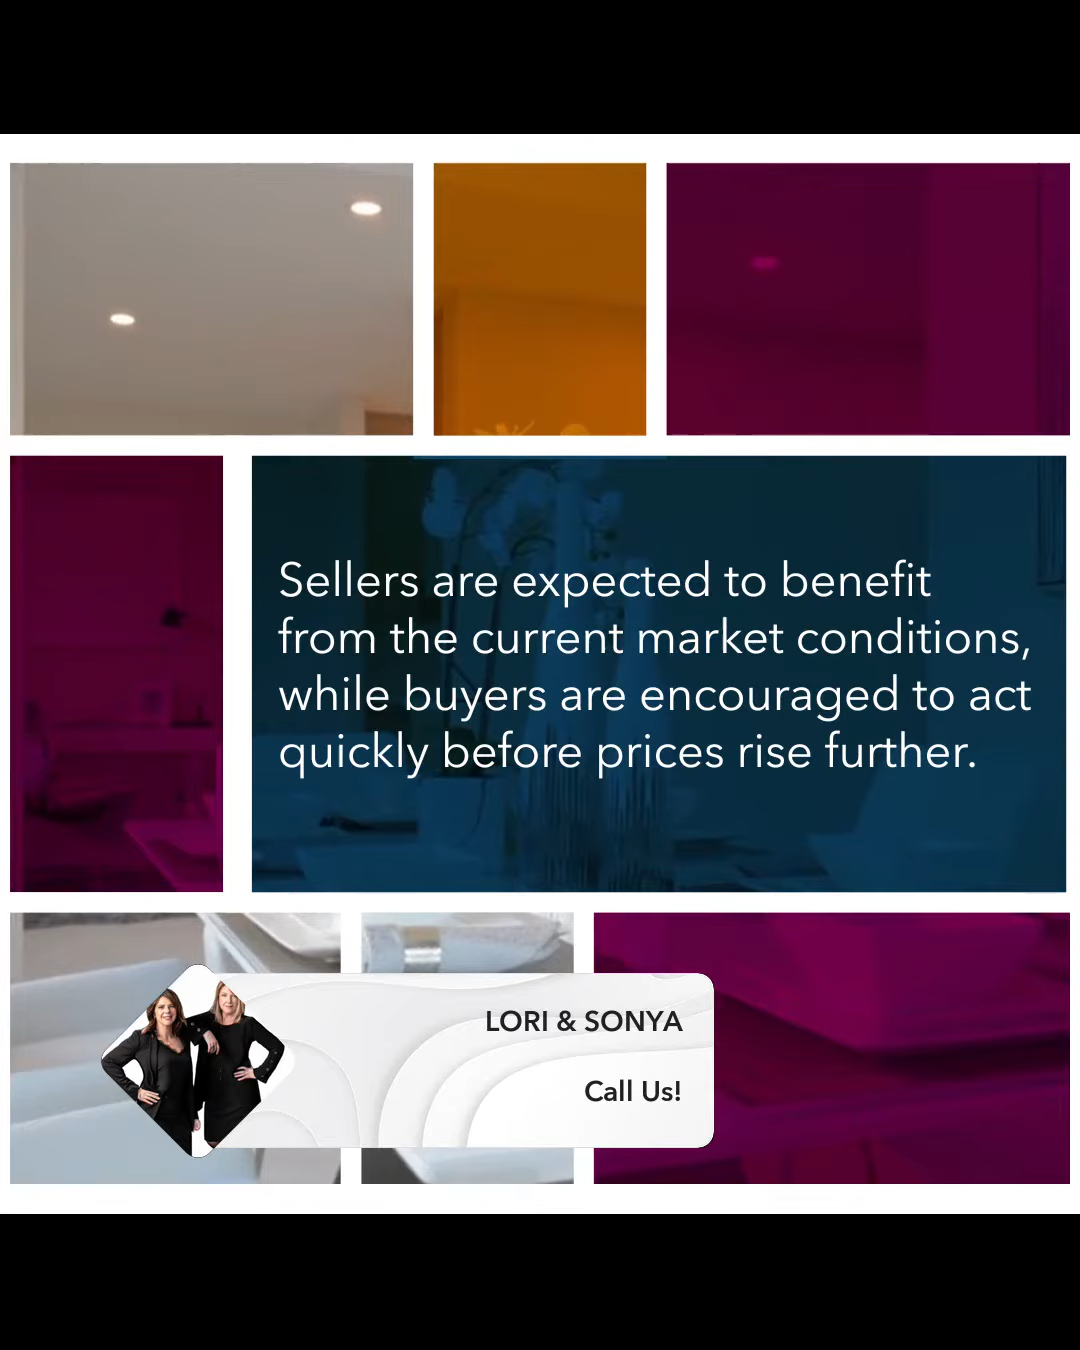 Sellers are expected to benefit
from the current market conditions,
while buyers are encouraged to act
quickly before prices rise further.
LORI & SONYA
Call Us!